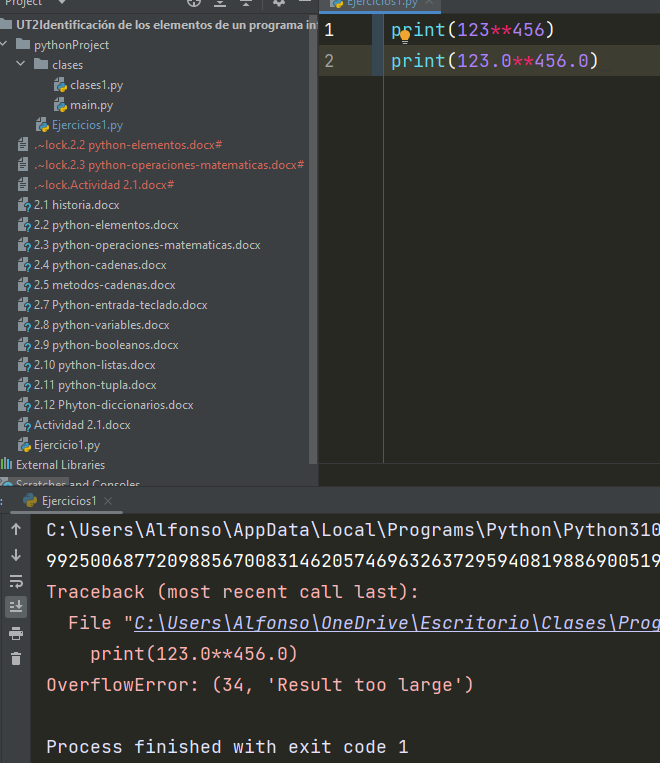 Project
UT2Identificación de los elementos de un programa in
pythonProject
clases
clases1.py
main.py
Ejercicios1.py
.~lock.2.2 python-elementos.docx#
.~lock.2.3 python-operaciones-matematicas.docx#
.~lock.Actividad 2.1.docx#
2.1 historia.docx
2.2 python-elementos.docx
2.3 python-operaciones-matematicas.docx
2.4 python-cadenas.docx
2.5 metodos-cadenas.docx
2.7 Python-entrada-teclado.docx
2.8 python-variables.docx
2.9 python-booleanos.docx
2.10 python-listas.docx
2.11 python-tupla.docx
2.12 Phyton-diccionarios.docx
Actividad 2.1.docx
Ejercicio1.py
External Libraries
Scratches and Consoles
Ejercicios1.py
1 print(123**456)
2 print(123.0**456.0)
: Ejercicios1
C:\Users\Alfonso\AppData\Local\Programs\Python\Python310
99250068772098856700831462057469632637295940819886900519
Traceback (most recent call last):
File "C:\Users\Alfonso\OneDrive\Escritorio\Clases\Prog
print(123.0**456.0)
OverflowError: (34, 'Result too large')
Process finished with exit code 1